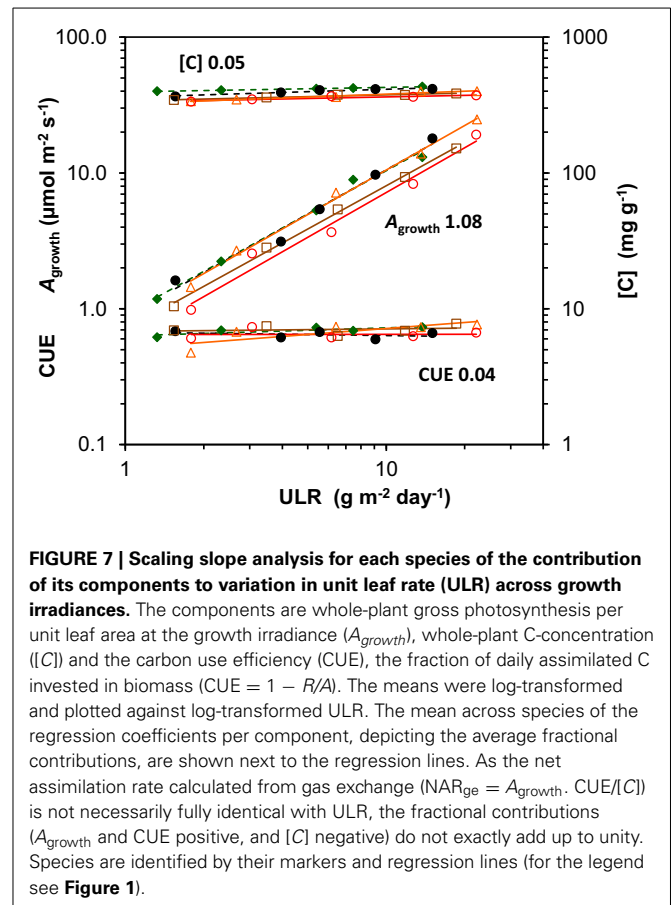 100.0
10.0
1.0
0.1
CUE
A growth (µmol m-2 s-1)
[C] 0.05
A growth 1.08
CUE 0.04
1000
100
10
1
[C] (mg g-1)
1
10
ULR (g m-2 day-1)
FIGURE 7 | Scaling slope analysis for each species of the contribution
of its components to variation in unit leaf rate (ULR) across growth
irradiances. The components are whole-plant gross photosynthesis per
unit leaf area at the growth irradiance (Agrowth), whole-plant C-concentration
([C]) and the carbon use efficiency (CUE), the fraction of daily assimilated C
invested in biomass (CUE = 1 − R/A). The means were log-transformed
and plotted against log-transformed ULR. The mean across species of the
regression coefficients per component, depicting the average fractional
contributions, are shown next to the regression lines. As the net
assimilation rate calculated from gas exchange (NARge = Agrowth. CUE/[C])
is not necessarily fully identical with ULR, the fractional contributions
(Agrowth and CUE positive, and [C] negative) do not exactly add up to unity.
Species are identified by their markers and regression lines (for the legend
see Figure 1).